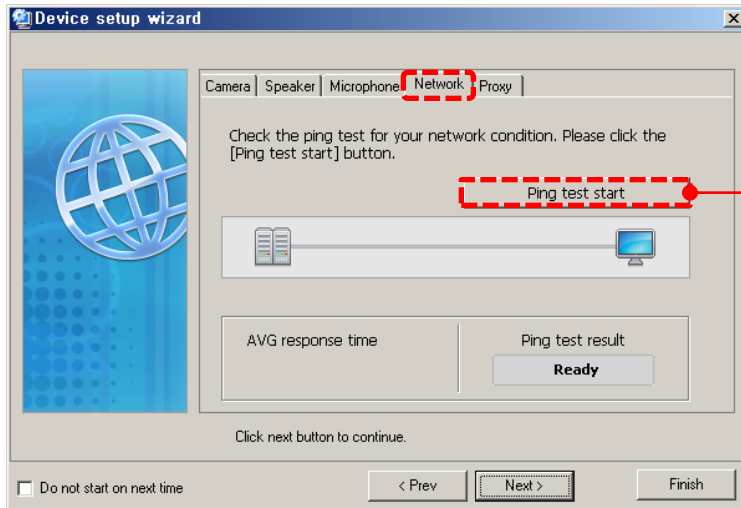 Device setup wizard
Camera Speaker Microphone Network Proxy
Check the ping test for your network condition. Please click the
[Ping test start] button.
Ping test start
AVG response time
Ping test result
Ready
Click next button to continue.
Do not start on next time
< Prev
Next >
Finish